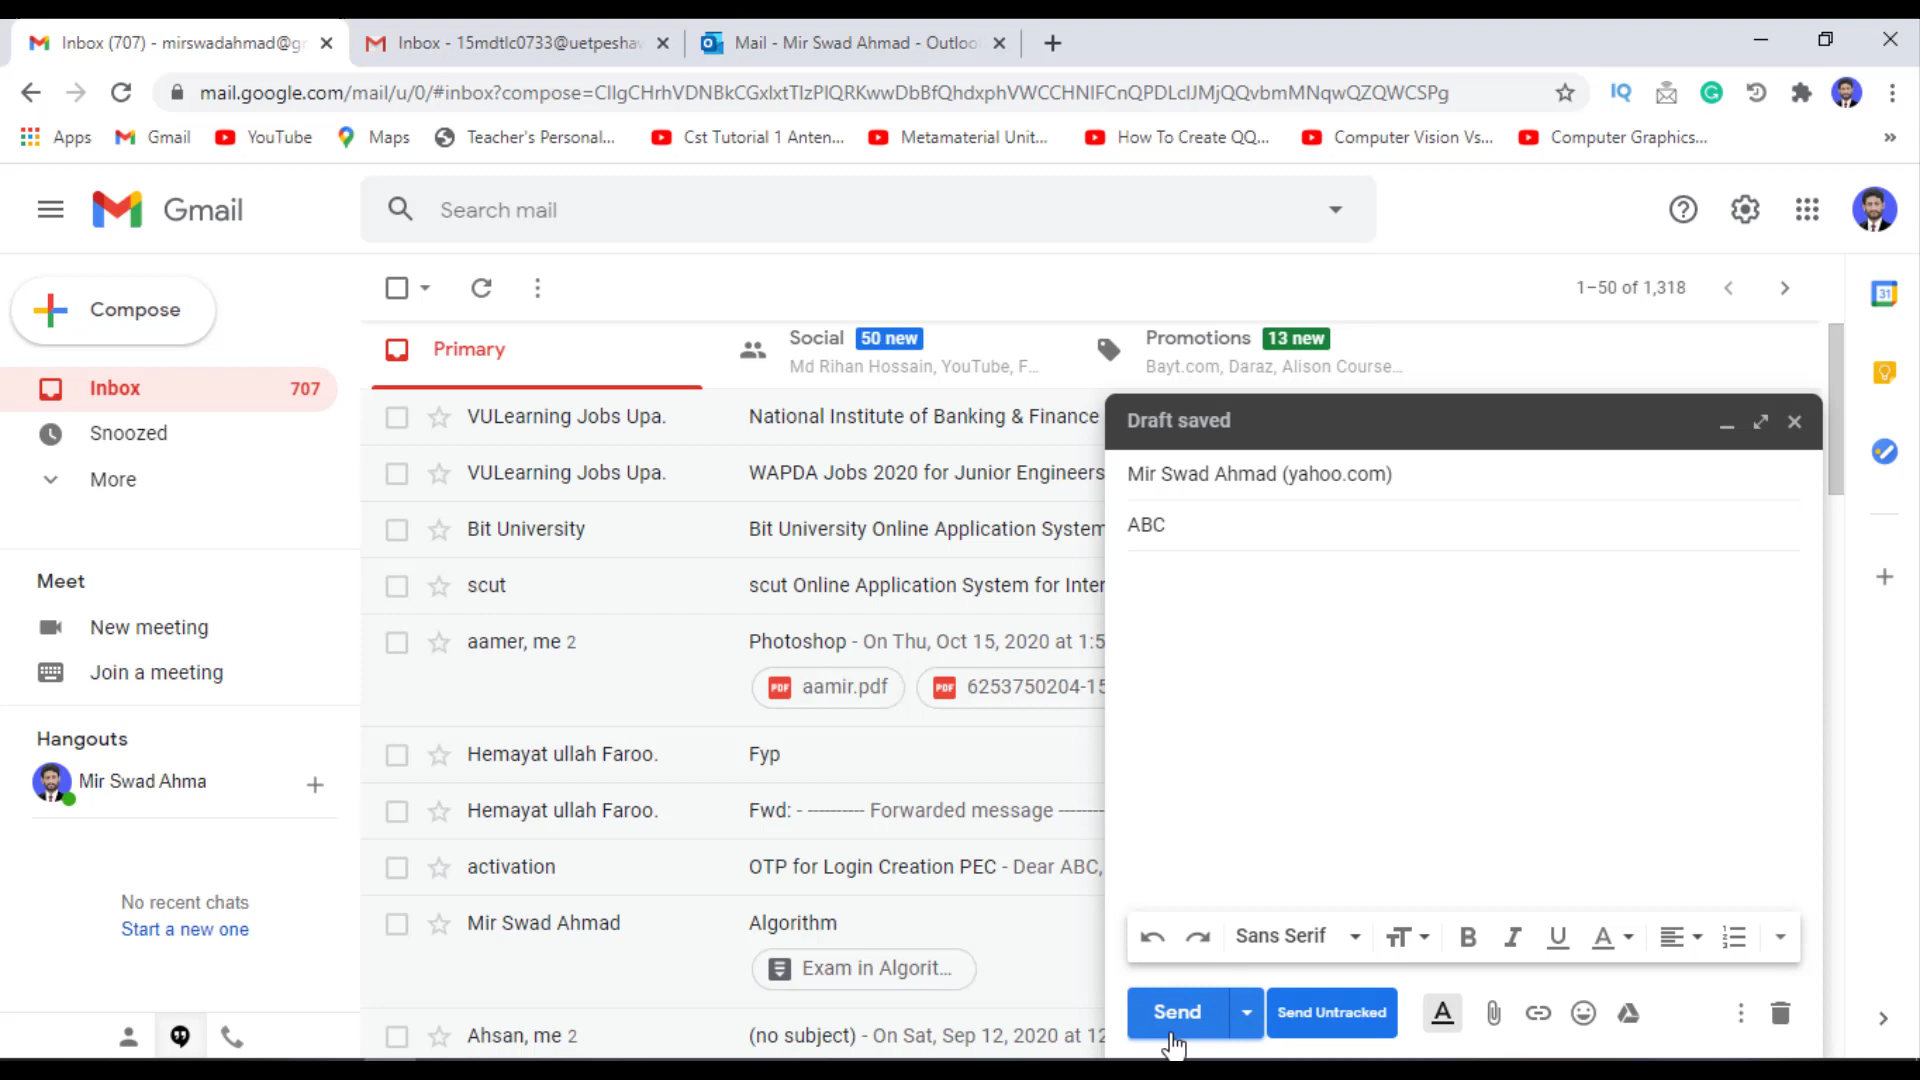 Inbox (707) - mirswadahmad@g
Inbox - 15mdtlc0733@uetpesha
Mail - Mir Swad Ahmad - Outloo
mail.google.com/mail/u/0/#inbox?compose=CllgCHrhVDNBkCGxlxtTlzPlQRKwwDbBfQhdxphVWCCHNlFCnQPDLclJMjQQvbmMNqwQZQWCSPg
IQ
Apps
Gmail
YouTube
Maps
Teacher's Personal...
Cst Tutorial 1 Anten...
Metamaterial Unit...
How To Create QQ...
Computer Vision Vs...
Computer Graphics...
Gmail
Search mail
Compose
1–50 of 1,318
31
Primary
Social 50 new
Md Rihan Hossain, YouTube, F...
Promotions 13 new
Bayt.com, Daraz, Alison Course...
Inbox 707
Snoozed
More
Meet
New meeting
Join a meeting
Hangouts
Mir Swad Ahma
No recent chats
Start a new one
VULearning Jobs Upa. National Institute of Banking & Finance
VULearning Jobs Upa. WAPDA Jobs 2020 for Junior Engineers
Bit University Bit University Online Application System
scut scut Online Application System for Inter
aamer, me 2 Photoshop - On Thu, Oct 15, 2020 at 1:5
PDF aamir.pdf PDF 6253750204-15
Hemayat ullah Faroo. Fyp
Hemayat ullah Faroo. Fwd: - ---------- Forwarded message --------
activation OTP for Login Creation PEC - Dear ABC,
Mir Swad Ahmad Algorithm
Exam in Algorit...
Ahsan, me 2 (no subject) - On Sat, Sep 12, 2020 at 12
Draft saved
Mir Swad Ahmad (yahoo.com)
ABC
Sans Serif
Send
Send Untracked